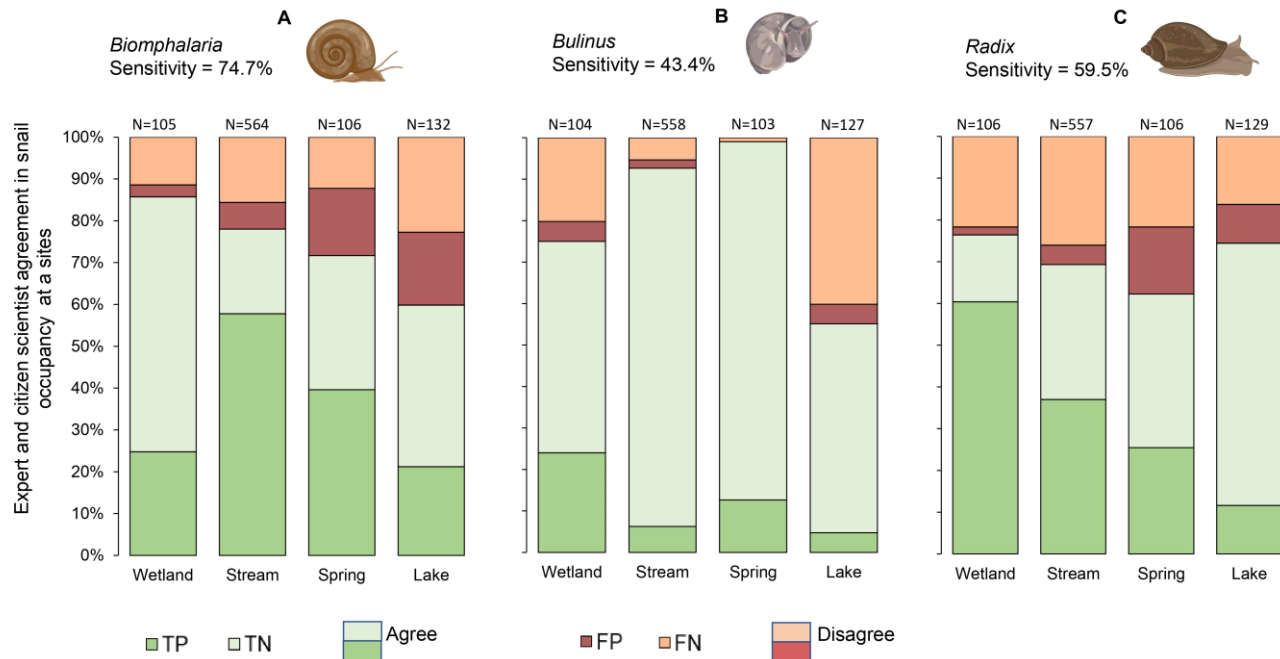 A
Biomphalaria
Sensitivity = 74.7%
B
Bulinus
Sensitivity = 43.4%
C
Radix
Sensitivity = 59.5%
Expert and citizen scientist agreement in snail
occupancy at a sites
N=105 N=564 N=106 N=132
100%
90%
80%
70%
60%
50%
40%
30%
20%
10%
0%
Wetland Stream Spring Lake
N=104 N=558 N=103 N=127
Wetland Stream Spring Lake
N=106 N=557 N=106 N=129
Wetland Stream Spring Lake
TP TN Agree FP FN Disagree